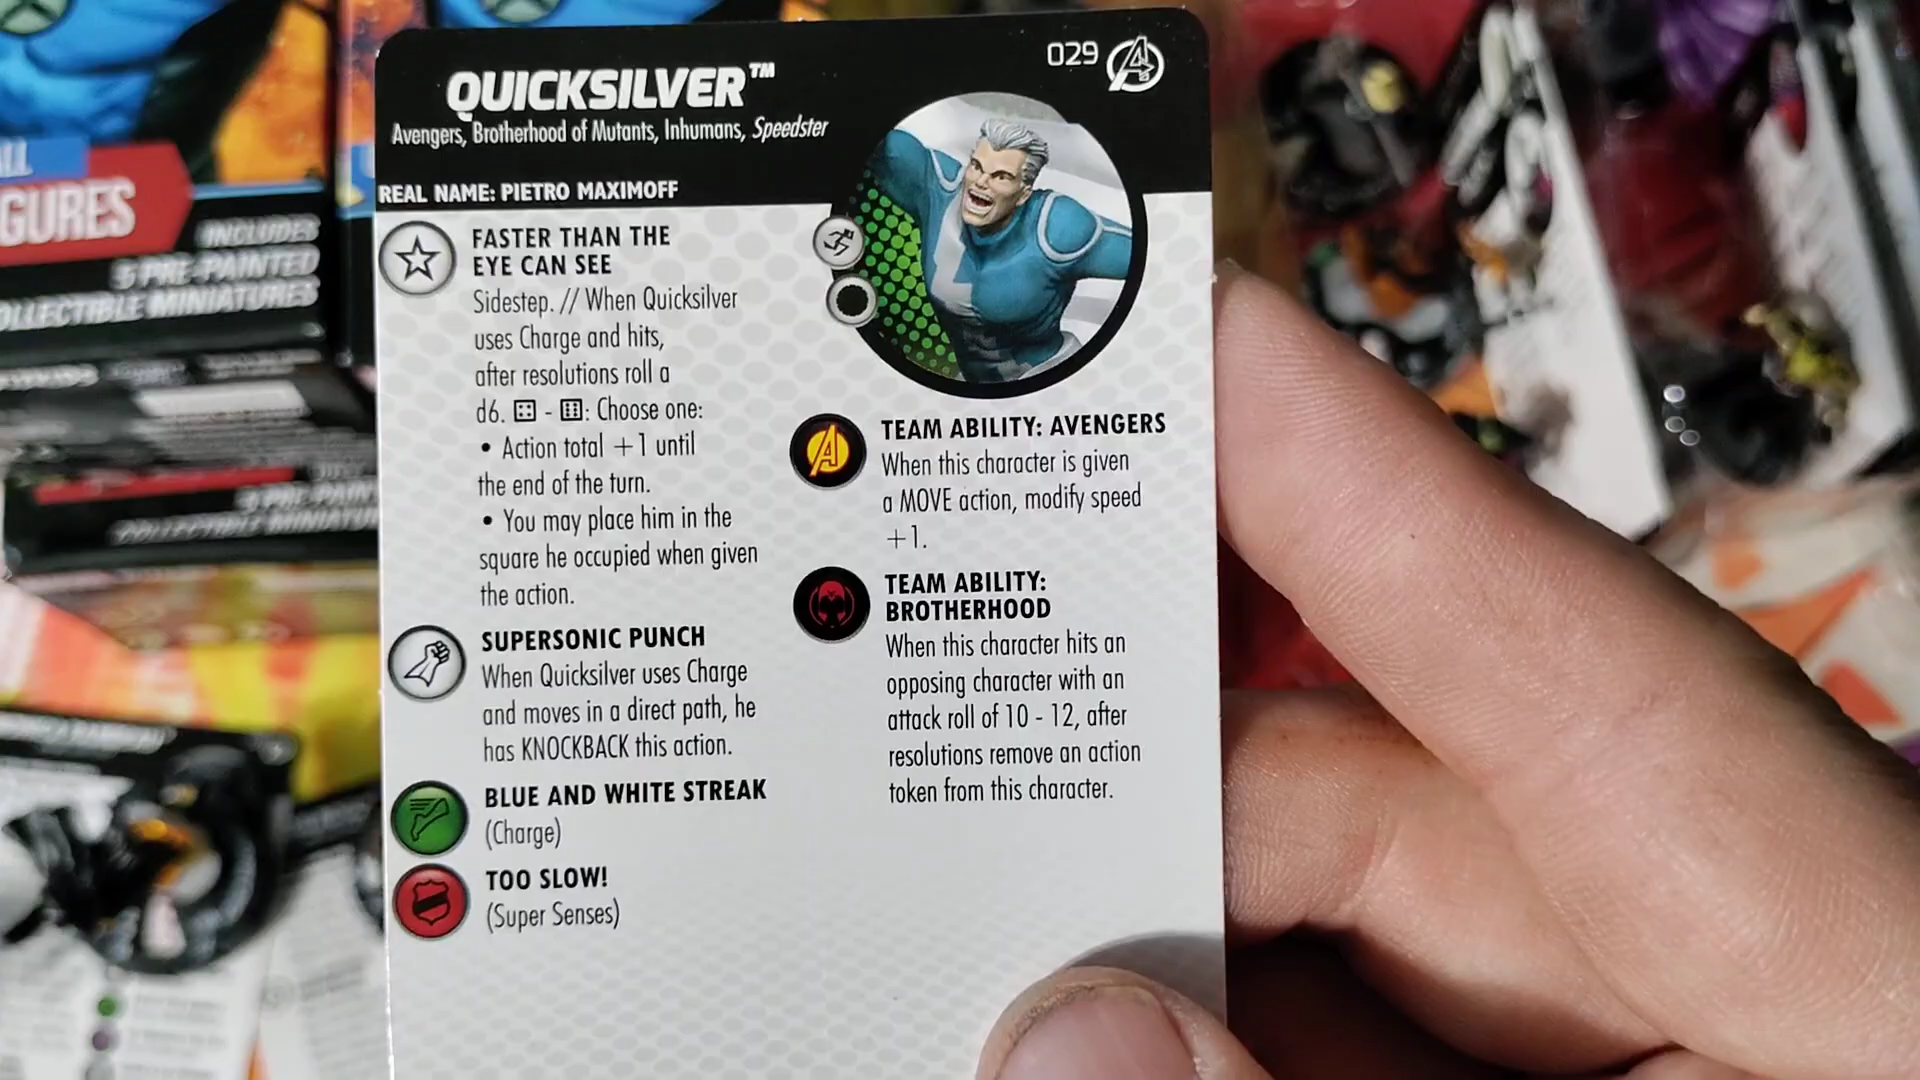 QUICKSILVER™
029
Avengers, Brotherhood of Mutants, Inhumans, Speedster
REAL NAME: PIETRO MAXIMOFF
FASTER THAN THE
EYE CAN SEE
Sidestep. // When Quicksilver
uses Charge and hits,
after resolutions roll a
d6. ⚃ - ⚅: Choose one:
• Action total +1 until
the end of the turn.
• You may place him in the
square he occupied when given
the action.
SUPERSONIC PUNCH
When Quicksilver uses Charge
and moves in a direct path, he
has KNOCKBACK this action.
BLUE AND WHITE STREAK
(Charge)
TOO SLOW!
(Super Senses)
TEAM ABILITY: AVENGERS
When this character is given
a MOVE action, modify speed
+1.
TEAM ABILITY:
BROTHERHOOD
When this character hits an
opposing character with an
attack roll of 10 - 12, after
resolutions remove an action
token from this character.
GURES
INCLUDES
5 PRE-PAINTED
COLLECTIBLE MINIATURES